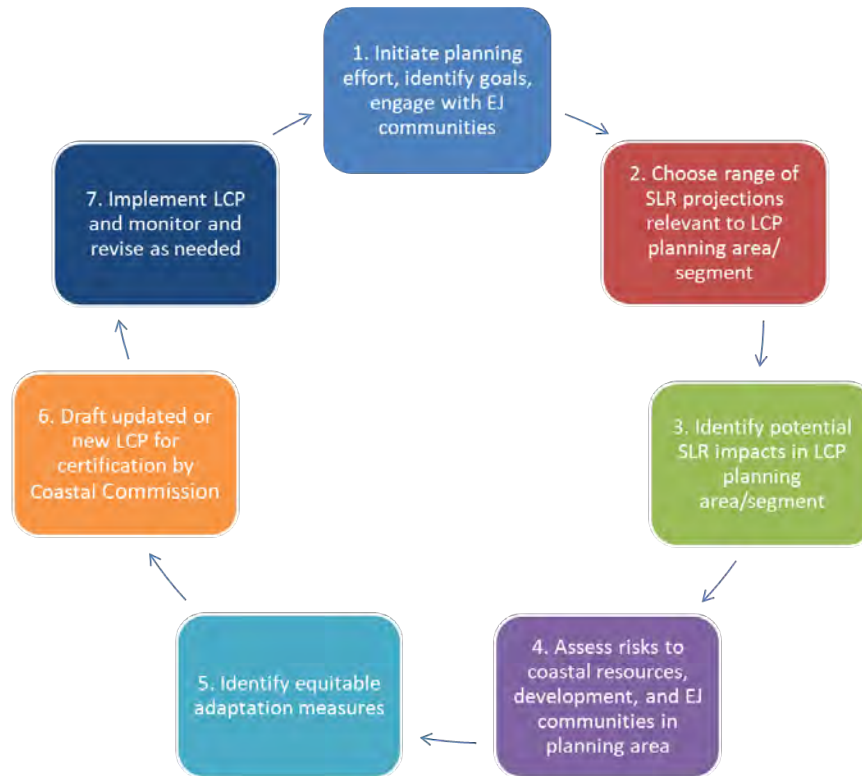 1. Initiate planning
effort, identify goals,
engage with EJ
communities
2. Choose range of
SLR projections
relevant to LCP
planning area/
segment
3. Identify potential
SLR impacts in LCP
planning
area/segment
4. Assess risks to
coastal resources,
development, and EJ
communities in
planning area
5. Identify equitable
adaptation measures
6. Draft updated or
new LCP for
certification by
Coastal Commission
7. Implement LCP
and monitor and
revise as needed